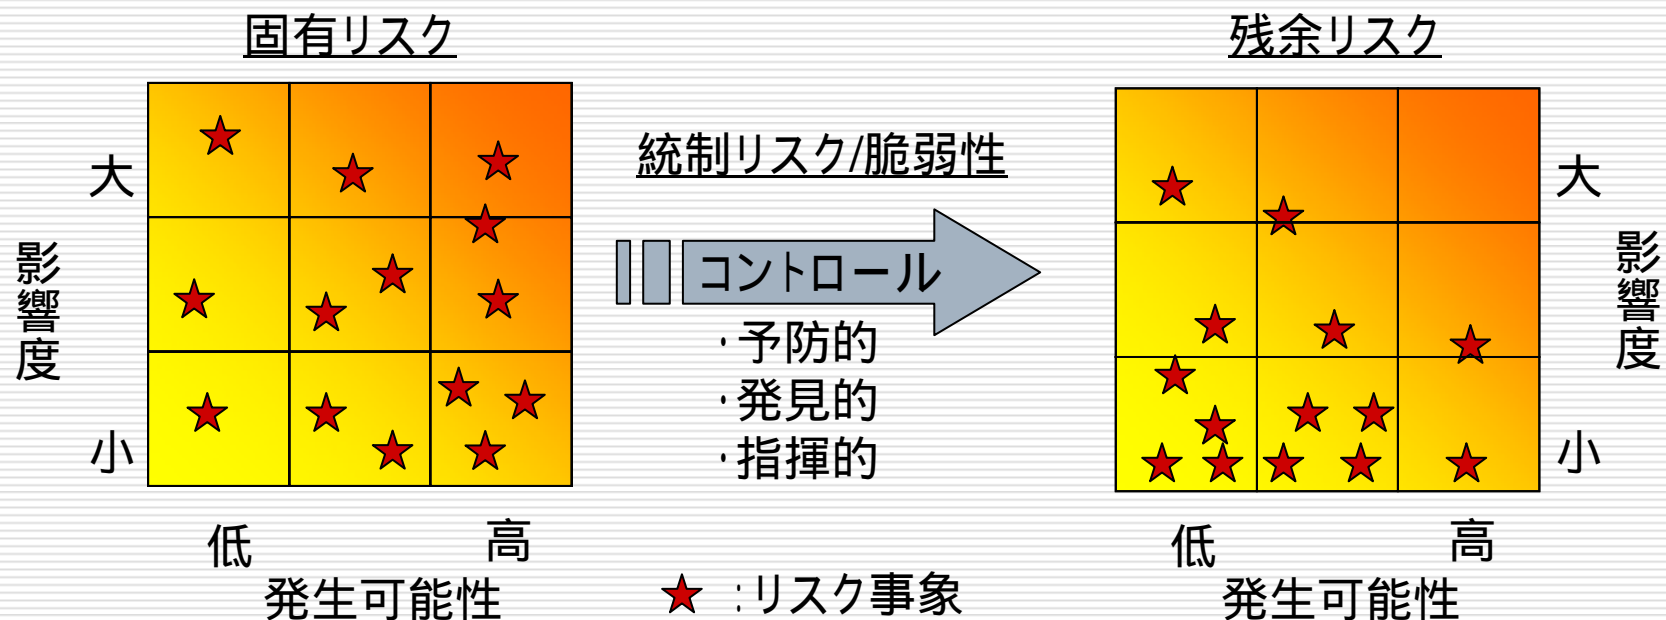 固有リスク
残余リスク
統制リスク/脆弱性
大
大
影響度
影響度
コントロール
・予防的
・発見的
・指揮的
小
小
低
高
低
高
発生可能性
発生可能性
:リスク事象